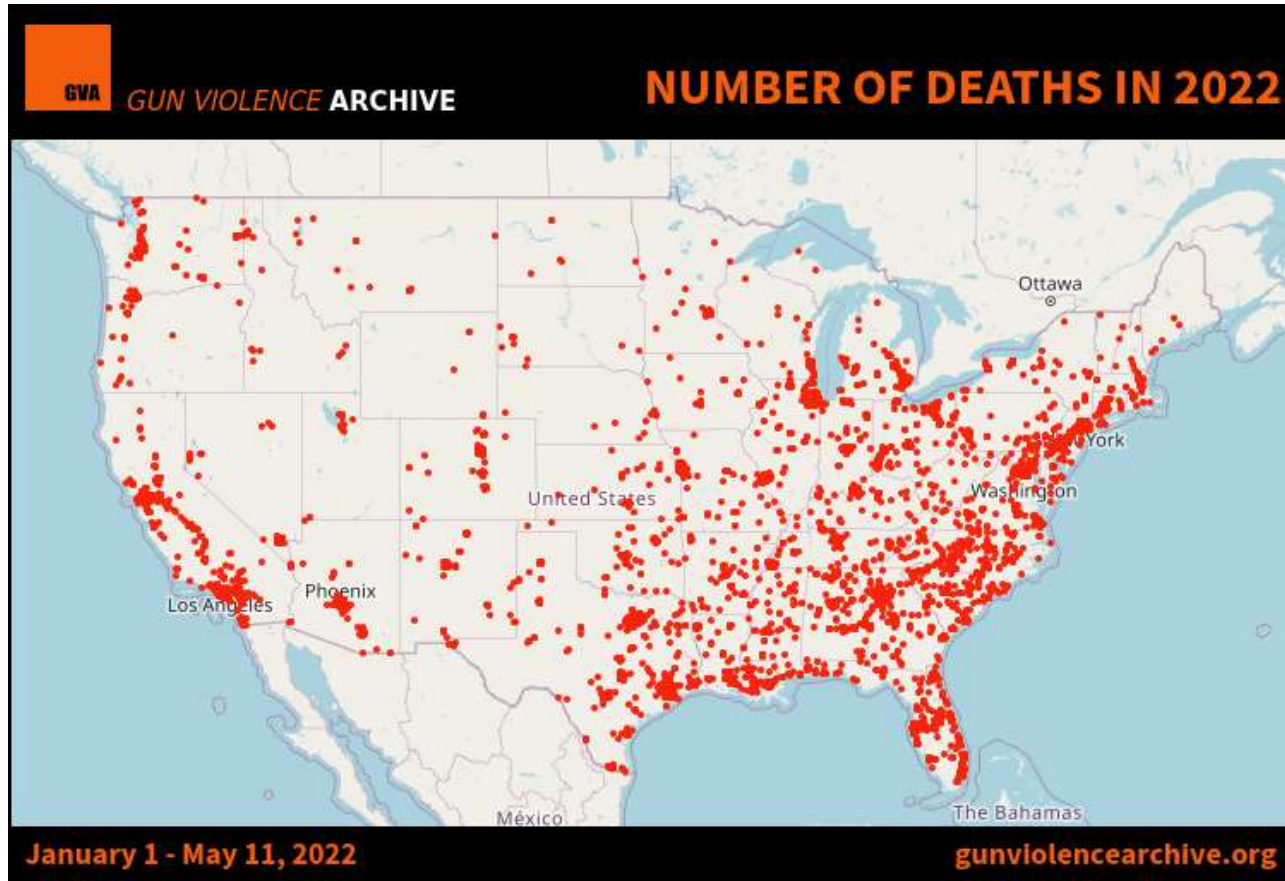 GVA
GUN VIOLENCE ARCHIVE
NUMBER OF DEATHS IN 2022
Ottawa
York
Washington
United States
Phoenix
Los Angeles
México
The Bahamas
January 1 - May 11, 2022
gunviolencearchive.org